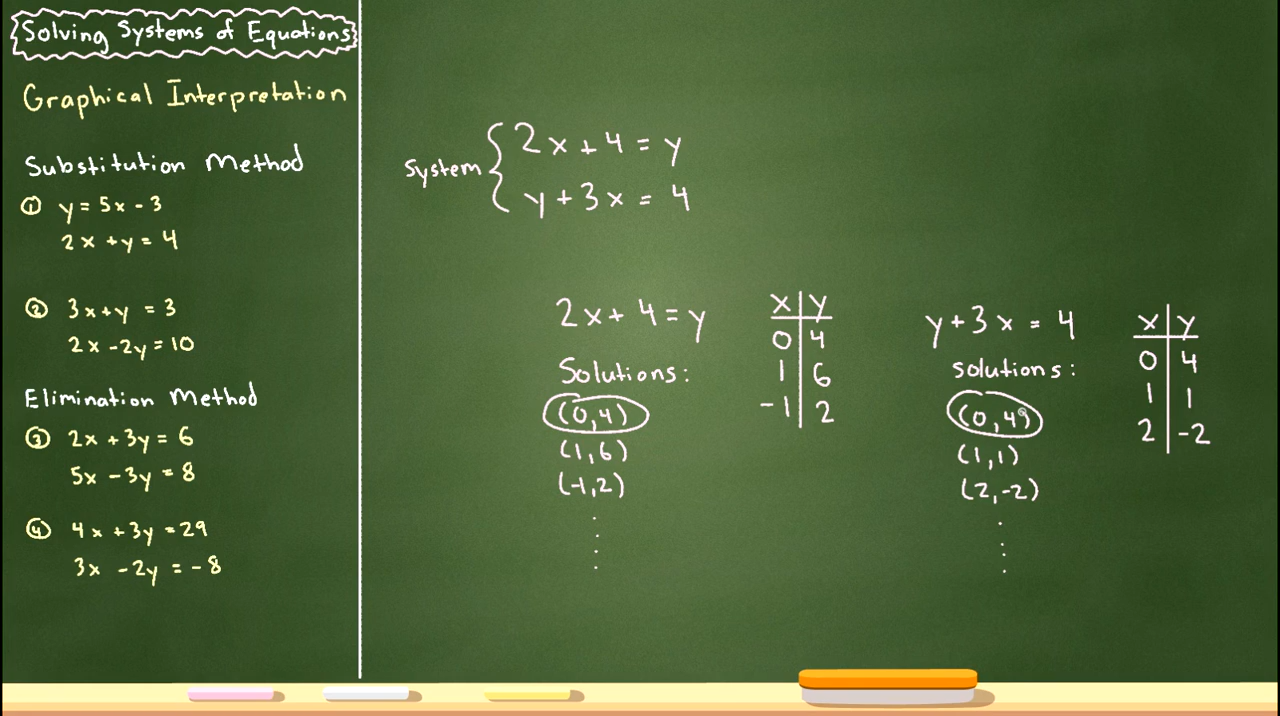 Solving Systems of Equations
Graphical Interpretation
Substitution Method
① y = 5x - 3
2x + y = 4
② 3x + y = 3
2x - 2y = 10
Elimination Method
③ 2x + 3y = 6
5x - 3y = 8
④ 4x + 3y = 29
3x - 2y = -8
System { 2x + 4 = y
y + 3x = 4
2x + 4 = y
Solutions:
(0,4)
(1,6)
(-1,2)
x | y
0 | 4
1 | 6
-1 | 2
y + 3x = 4
solutions:
(0,4)
(1,1)
(2,-2)
x | y
0 | 4
1 | 1
2 | -2